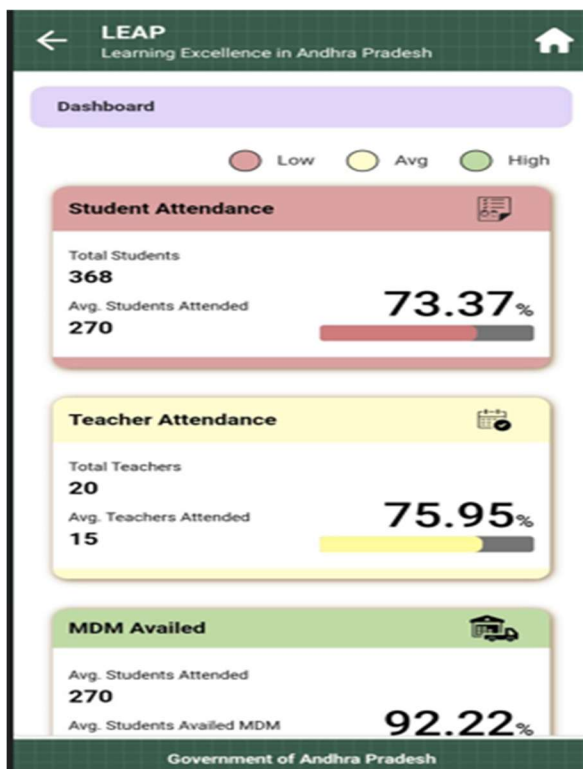 LEAP
Learning Excellence in Andhra Pradesh
Dashboard
Low Avg High
Student Attendance
Total Students
368
Avg. Students Attended
270
73.37%
Teacher Attendance
Total Teachers
20
Avg. Teachers Attended
15
75.95%
MDM Availed
Avg. Students Attended
270
Avg. Students Availed MDM
92.22%
Government of Andhra Pradesh